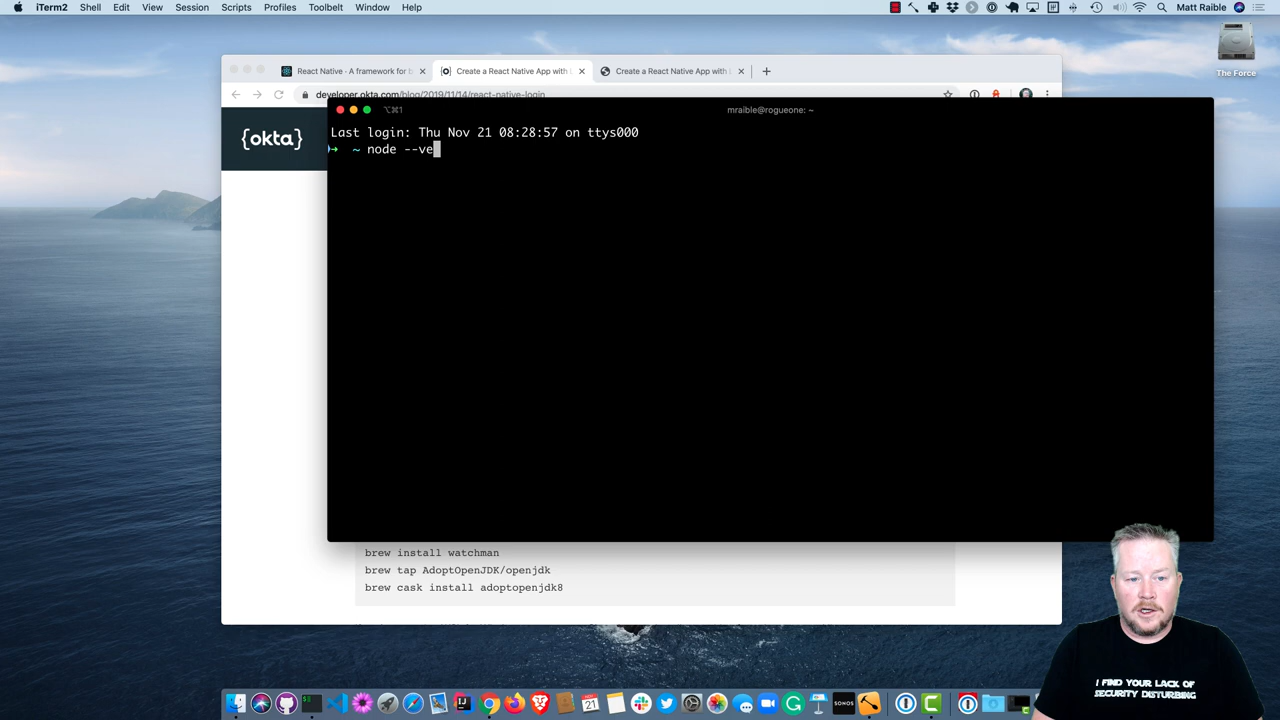 iTerm2 Shell Edit View Session Profiles Toolbelt Window Help Matt Raible
The Force
React Native · A framework for b Create a React Native App with Create a React Native App with
developer.okta.com/blog/2019/11/14/react-native-login
{okta}
⌥⌘1 mraible@rogueone: ~
Last login: Thu Nov 21 08:28:57 on ttys000
➜ ~ node --ve
brew install watchman
brew tap AdoptOpenJDK/openjdk
brew cask install adoptopenjdk8
I FIND YOUR LACK OF
SECURITY DISTURBING
21
SONOS